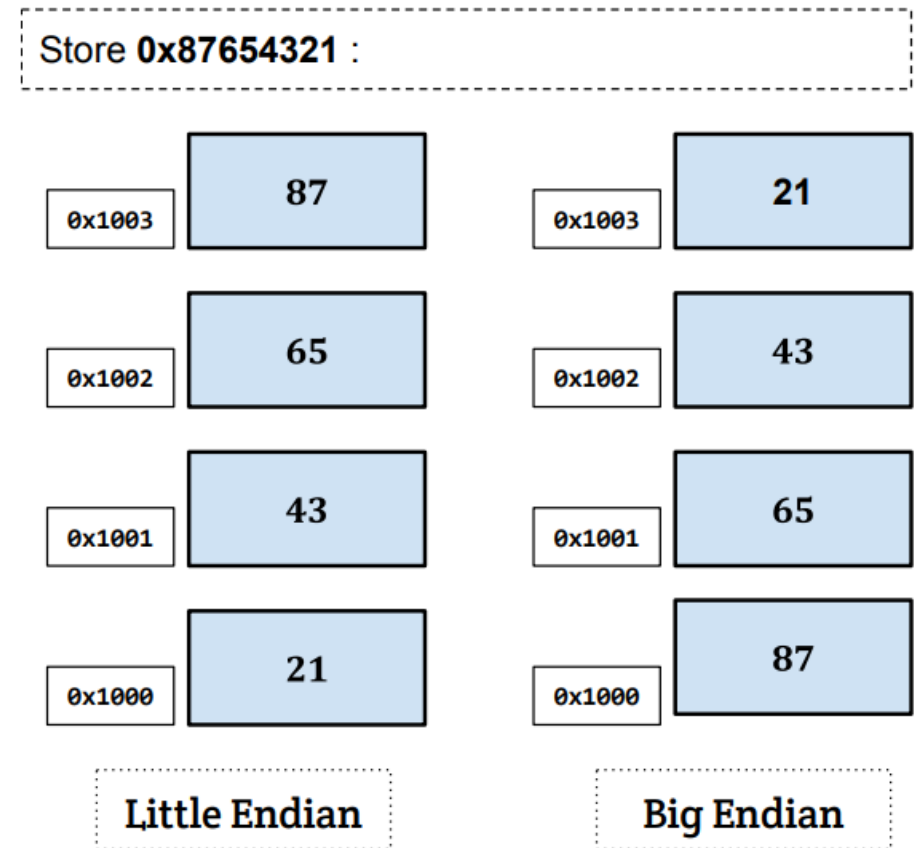 Store 0x87654321 :
87
0x1003
65
0x1002
43
0x1001
21
0x1000
Little Endian
21
0x1003
43
0x1002
65
0x1001
87
0x1000
Big Endian